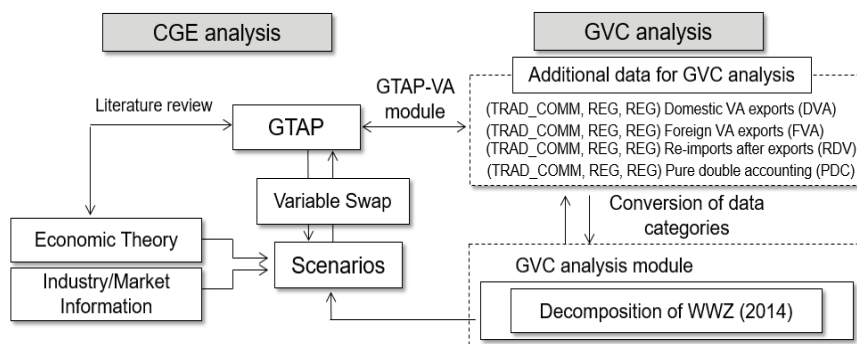 CGE analysis
GVC analysis
Literature review
GTAP
GTAP-VA
module
Variable Swap
Economic Theory
Industry/Market
Information
Scenarios
Additional data for GVC analysis
(TRAD_COMM, REG, REG) Domestic VA exports (DVA)
(TRAD_COMM, REG, REG) Foreign VA exports (FVA)
(TRAD_COMM, REG, REG) Re-imports after exports (RDV)
(TRAD_COMM, REG, REG) Pure double accounting (PDC)
Conversion of data
categories
GVC analysis module
Decomposition of WWZ (2014)